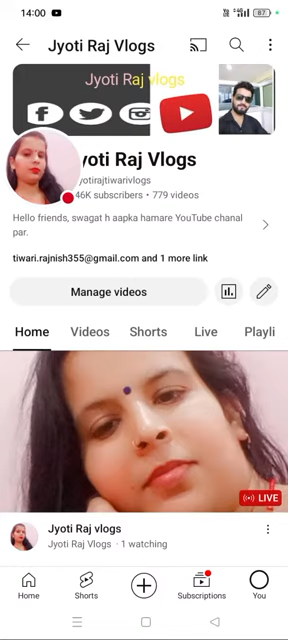 14:00
87
Jyoti Raj Vlogs
Jyoti Raj vlogs
yoti Raj Vlogs
yotirajtiwarivlogs
46K subscribers • 779 videos
Hello friends, swagat h aapka hamare YouTube chanal
par.
tiwari.rajnish355@gmail.com and 1 more link
Manage videos
Home Videos Shorts Live Playli
LIVE
Jyoti Raj vlogs
Jyoti Raj Vlogs · 1 watching
Home Shorts Subscriptions You